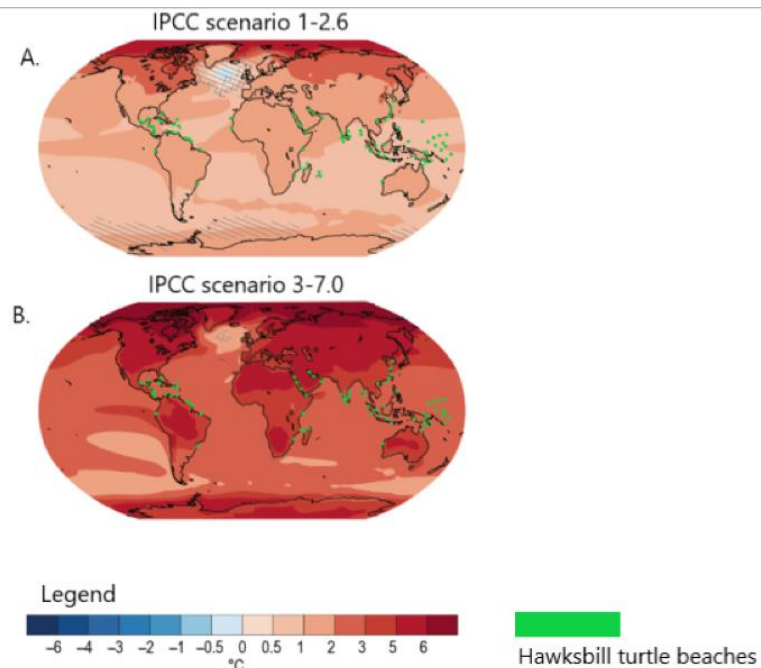 IPCC scenario 1-2.6
A.
IPCC scenario 3-7.0
B.
Legend
−6 −4 −3 −2 −1 −0.5 0 0.5 1 2 3 5 6
°C
Hawksbill turtle beaches